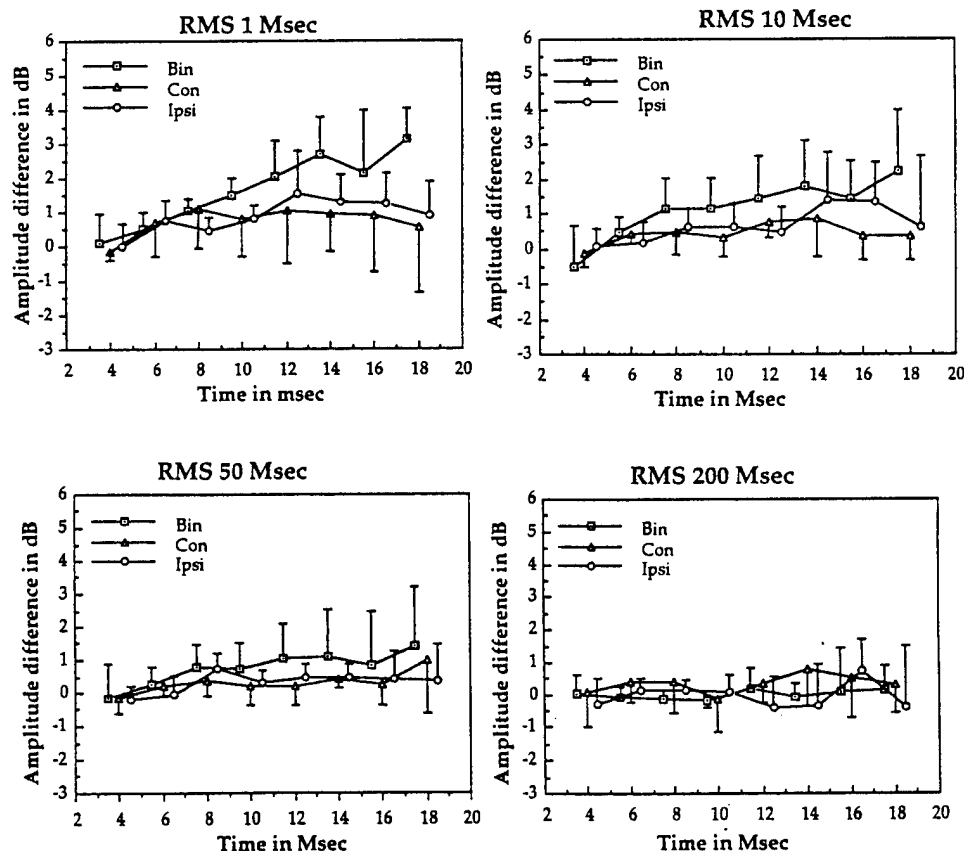 RMS 1 Msec
Amplitude difference in dB
6
5
4
3
2
1
0
-1
-2
-3
Bin
Con
Ipsi
2 4 6 8 10 12 14 16 18 20
Time in msec
RMS 10 Msec
Amplitude difference in dB
6
5
4
3
2
1
0
-1
-2
-3
Bin
Con
Ipsi
2 4 6 8 10 12 14 16 18 20
Time in Msec
RMS 50 Msec
Amplitude difference in dB
6
5
4
3
2
1
0
-1
-2
-3
Bin
Con
Ipsi
2 4 6 8 10 12 14 16 18 20
Time in Msec
RMS 200 Msec
Amplitude difference in dB
6
5
4
3
2
1
0
-1
-2
-3
Bin
Con
Ipsi
2 4 6 8 10 12 14 16 18 20
Time in Msec